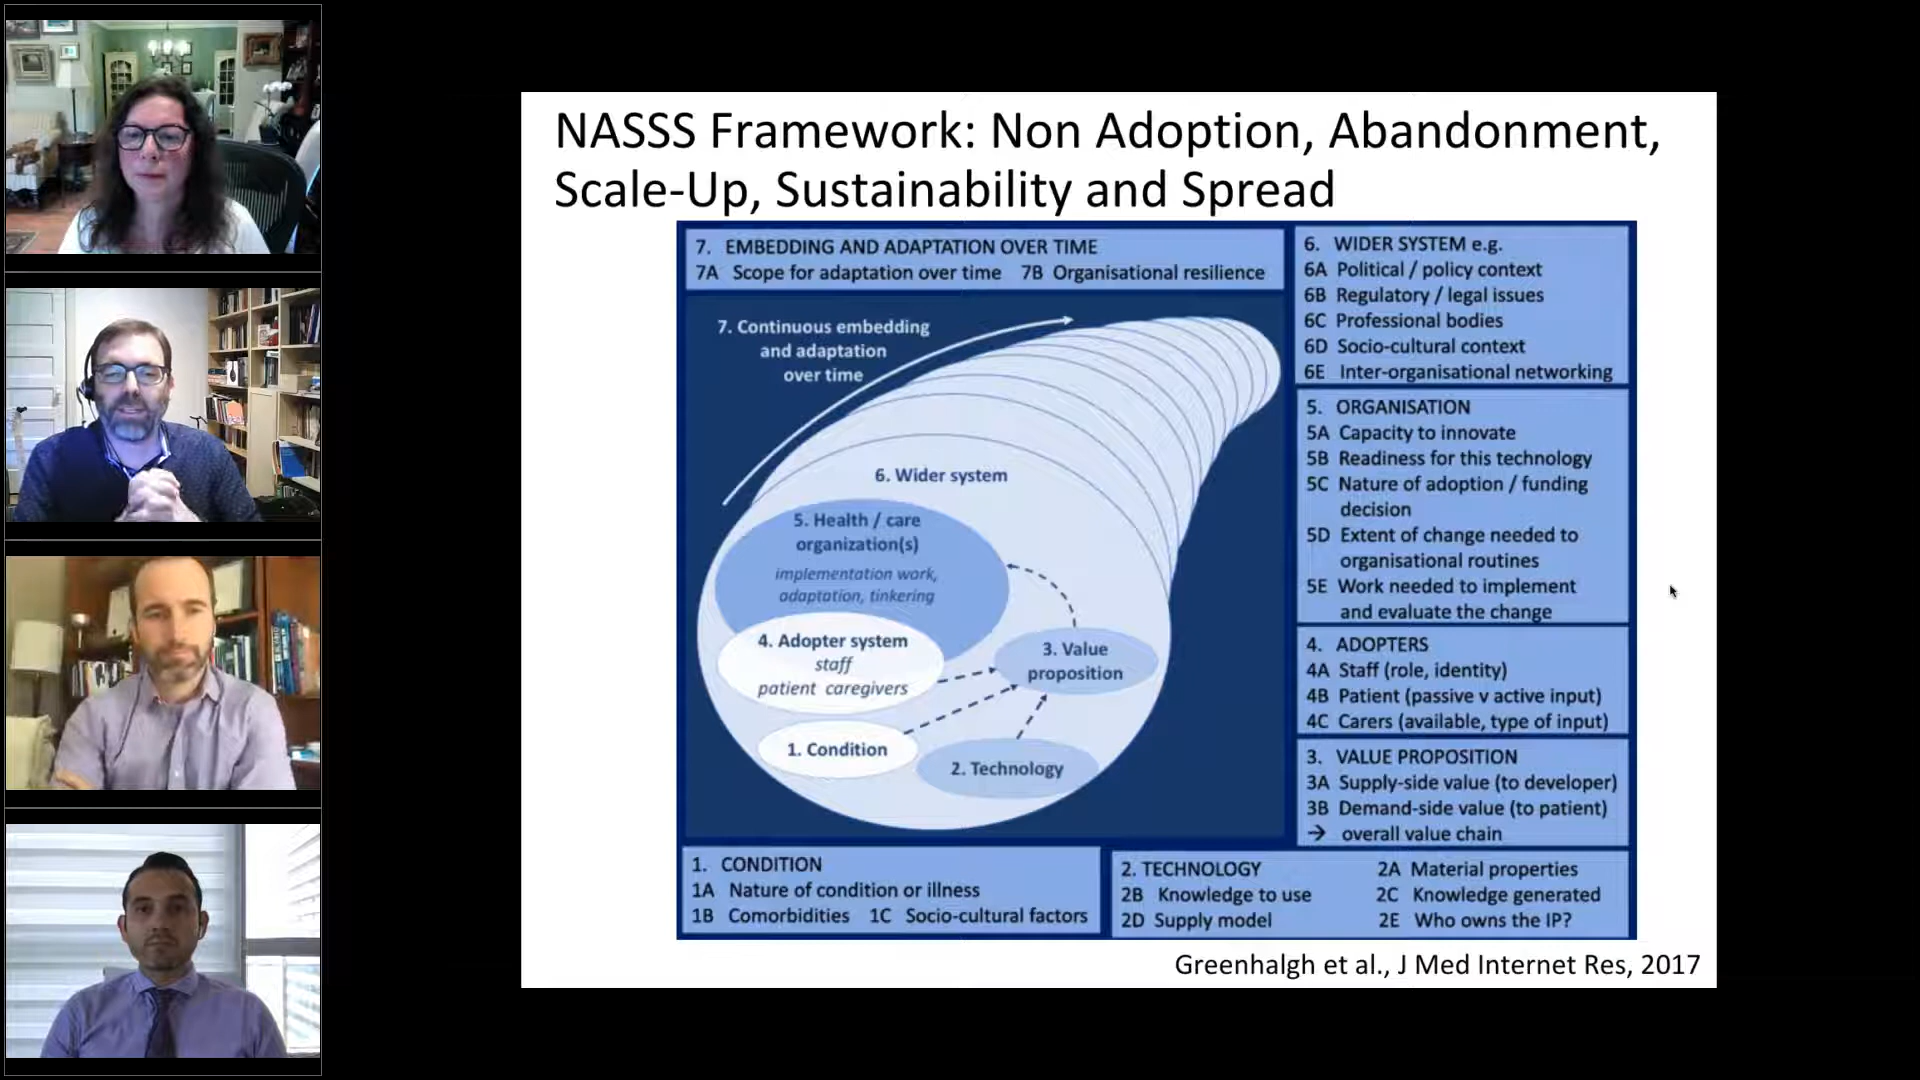 NASSS Framework: Non Adoption, Abandonment,
Scale-Up, Sustainability and Spread
7. EMBEDDING AND ADAPTATION OVER TIME
7A Scope for adaptation over time 7B Organisational resilience
7. Continuous embedding
and adaptation
over time
6. Wider system
5. Health / care
organization(s)
implementation work,
adaptation, tinkering
4. Adopter system
staff
patient caregivers
3. Value
proposition
1. Condition
2. Technology
6. WIDER SYSTEM e.g.
6A Political / policy context
6B Regulatory / legal issues
6C Professional bodies
6D Socio-cultural context
6E Inter-organisational networking
5. ORGANISATION
5A Capacity to innovate
5B Readiness for this technology
5C Nature of adoption / funding
decision
5D Extent of change needed to
organisational routines
5E Work needed to implement
and evaluate the change
4. ADOPTERS
4A Staff (role, identity)
4B Patient (passive v active input)
4C Carers (available, type of input)
3. VALUE PROPOSITION
3A Supply-side value (to developer)
3B Demand-side value (to patient)
→ overall value chain
1. CONDITION
1A Nature of condition or illness
1B Comorbidities 1C Socio-cultural factors
2. TECHNOLOGY 2A Material properties
2B Knowledge to use 2C Knowledge generated
2D Supply model 2E Who owns the IP?
Greenhalgh et al., J Med Internet Res, 2017